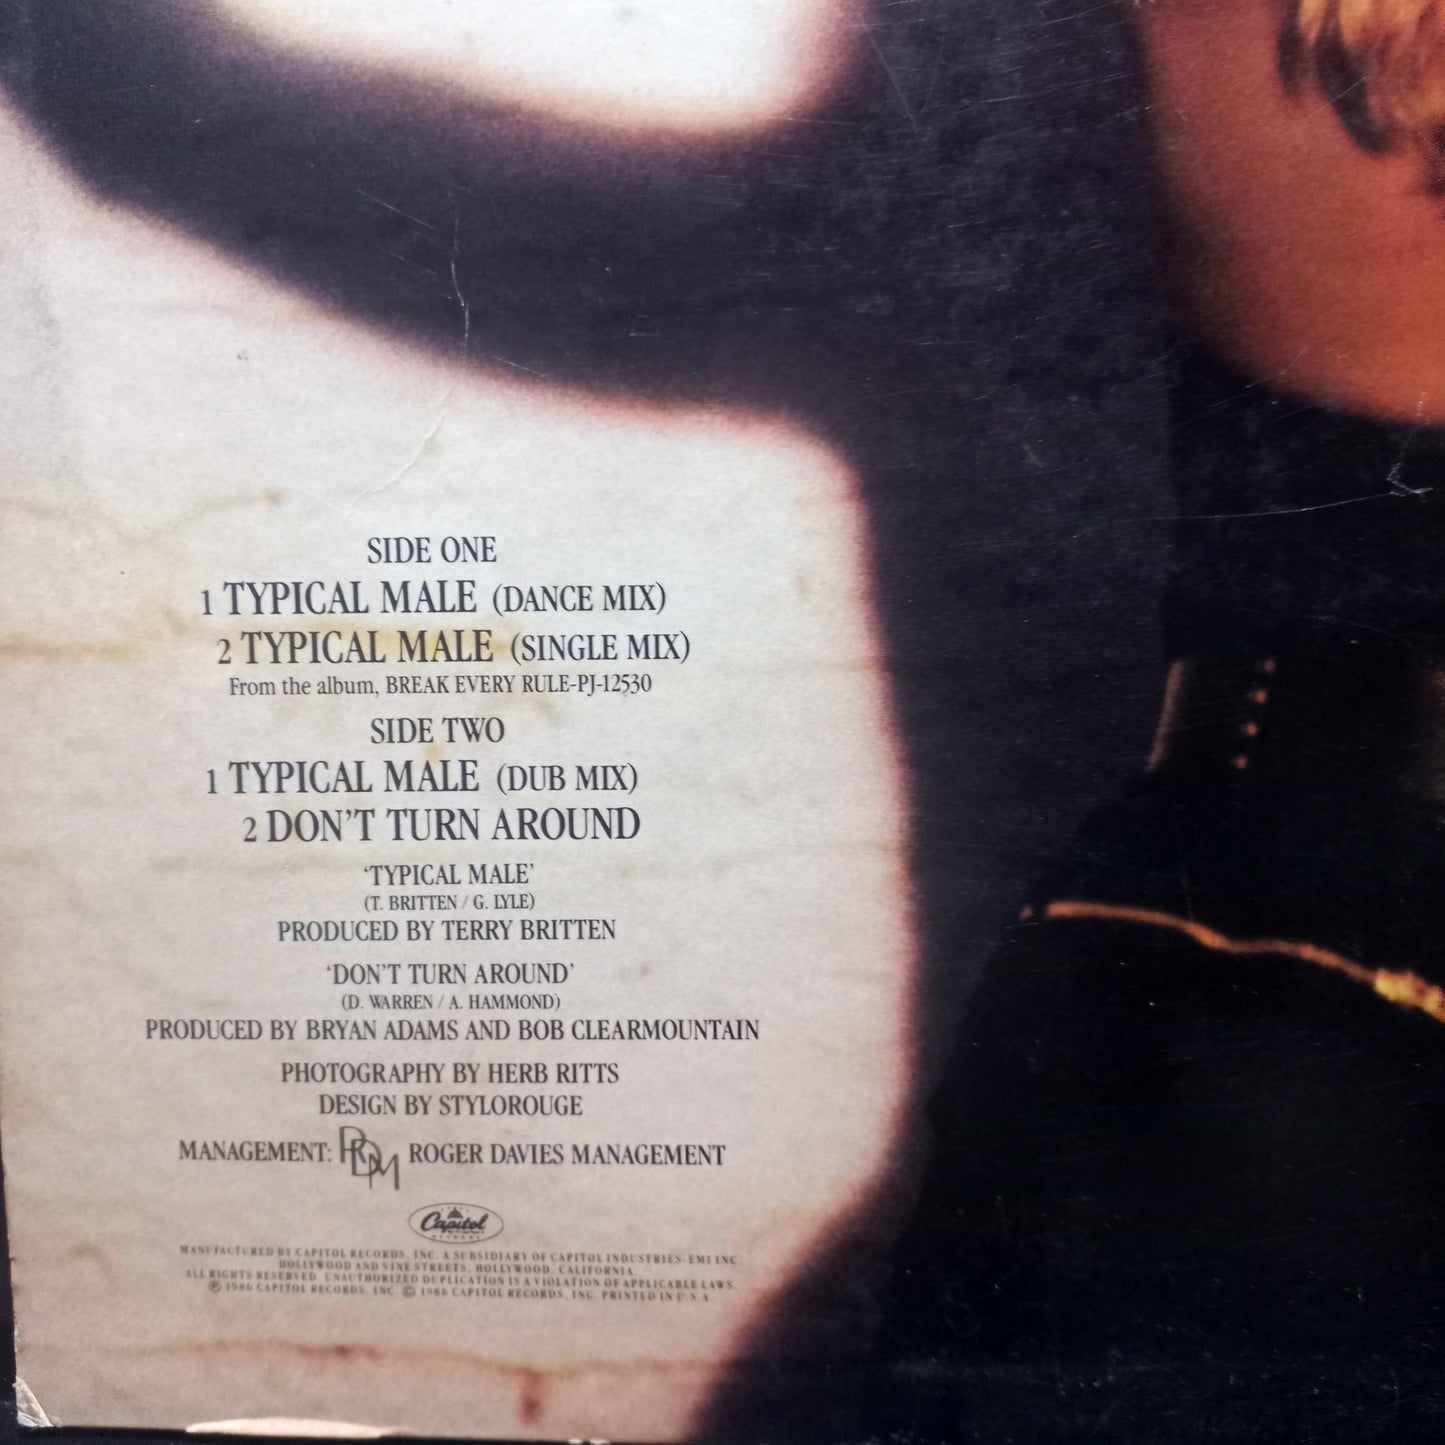 SIDE ONE
1 TYPICAL MALE (DANCE MIX)
2 TYPICAL MALE (SINGLE MIX)
From the album, BREAK EVERY RULE-PJ-12530
SIDE TWO
1 TYPICAL MALE (DUB MIX)
2 DON'T TURN AROUND
'TYPICAL MALE'
(T. BRITTEN / G. LYLE)
PRODUCED BY TERRY BRITTEN
'DON'T TURN AROUND'
(D. WARREN / A. HAMMOND)
PRODUCED BY BRYAN ADAMS AND BOB CLEARMOUNTAIN
PHOTOGRAPHY BY HERB RITTS
DESIGN BY STYLOROUGE
MANAGEMENT: RDM ROGER DAVIES MANAGEMENT
Capitol
RECORDS
MANUFACTURED BY CAPITOL RECORDS, INC. A SUBSIDIARY OF CAPITOL INDUSTRIES-EMI INC.
HOLLYWOOD AND VINE STREETS, HOLLYWOOD, CALIFORNIA.
ALL RIGHTS RESERVED. UNAUTHORIZED DUPLICATION IS A VIOLATION OF APPLICABLE LAWS.
℗ 1986 CAPITOL RECORDS, INC. © 1986 CAPITOL RECORDS, INC. PRINTED IN U.S.A.